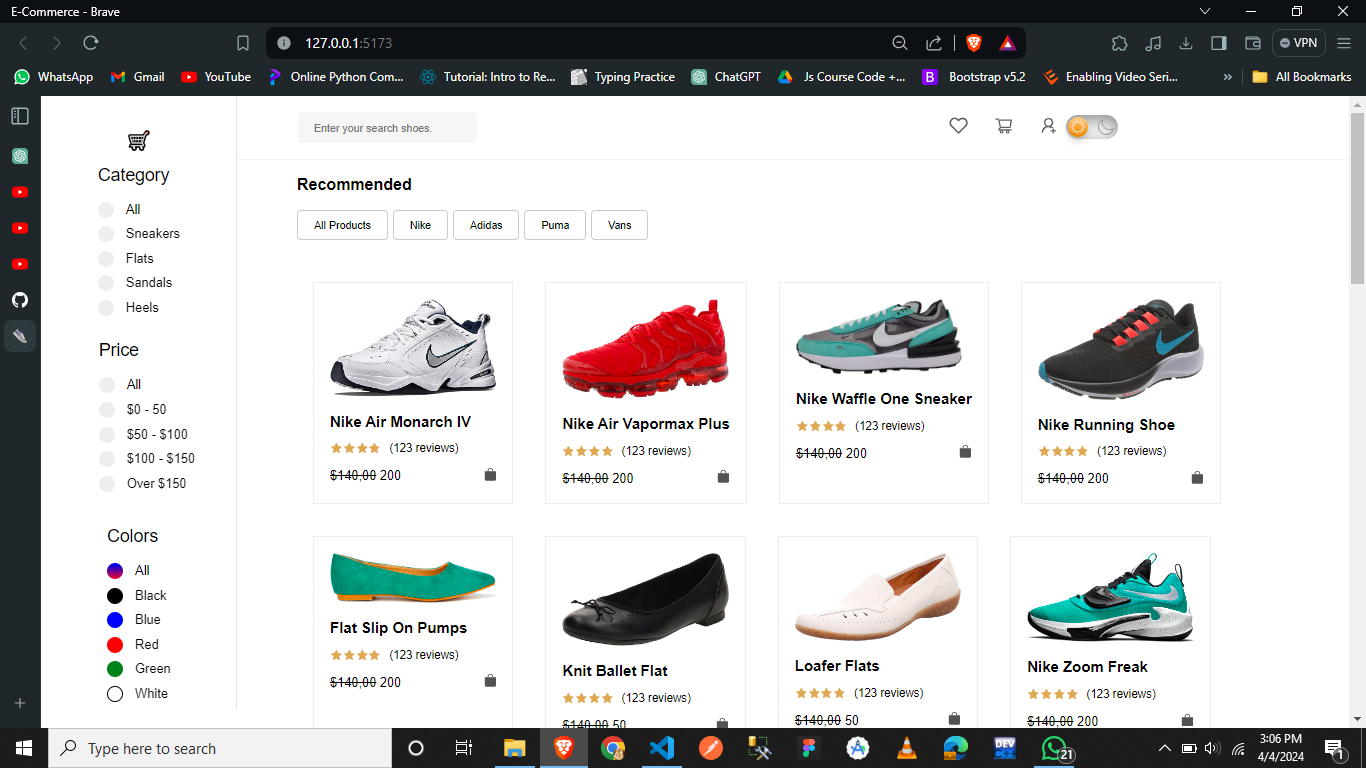 E-Commerce - Brave
127.0.0.1:5173
VPN
WhatsApp Gmail YouTube Online Python Com... Tutorial: Intro to Re... Typing Practice ChatGPT Js Course Code +... Bootstrap v5.2 Enabling Video Seri... » All Bookmarks
Enter your search shoes.
Category
All
Sneakers
Flats
Sandals
Heels
Price
All
$0 - 50
$50 - $100
$100 - $150
Over $150
Colors
All
Black
Blue
Red
Green
White
Recommended
All Products Nike Adidas Puma Vans
Nike Air Monarch IV
(123 reviews)
$140,00 200
Nike Air Vapormax Plus
(123 reviews)
$140,00 200
Nike Waffle One Sneaker
(123 reviews)
$140,00 200
Nike Running Shoe
(123 reviews)
$140,00 200
Flat Slip On Pumps
(123 reviews)
$140,00 200
Knit Ballet Flat
(123 reviews)
$140,00 50
Loafer Flats
(123 reviews)
$140,00 50
Nike Zoom Freak
(123 reviews)
$140,00 200
Type here to search
DEV
21
3:06 PM
4/4/2024
1